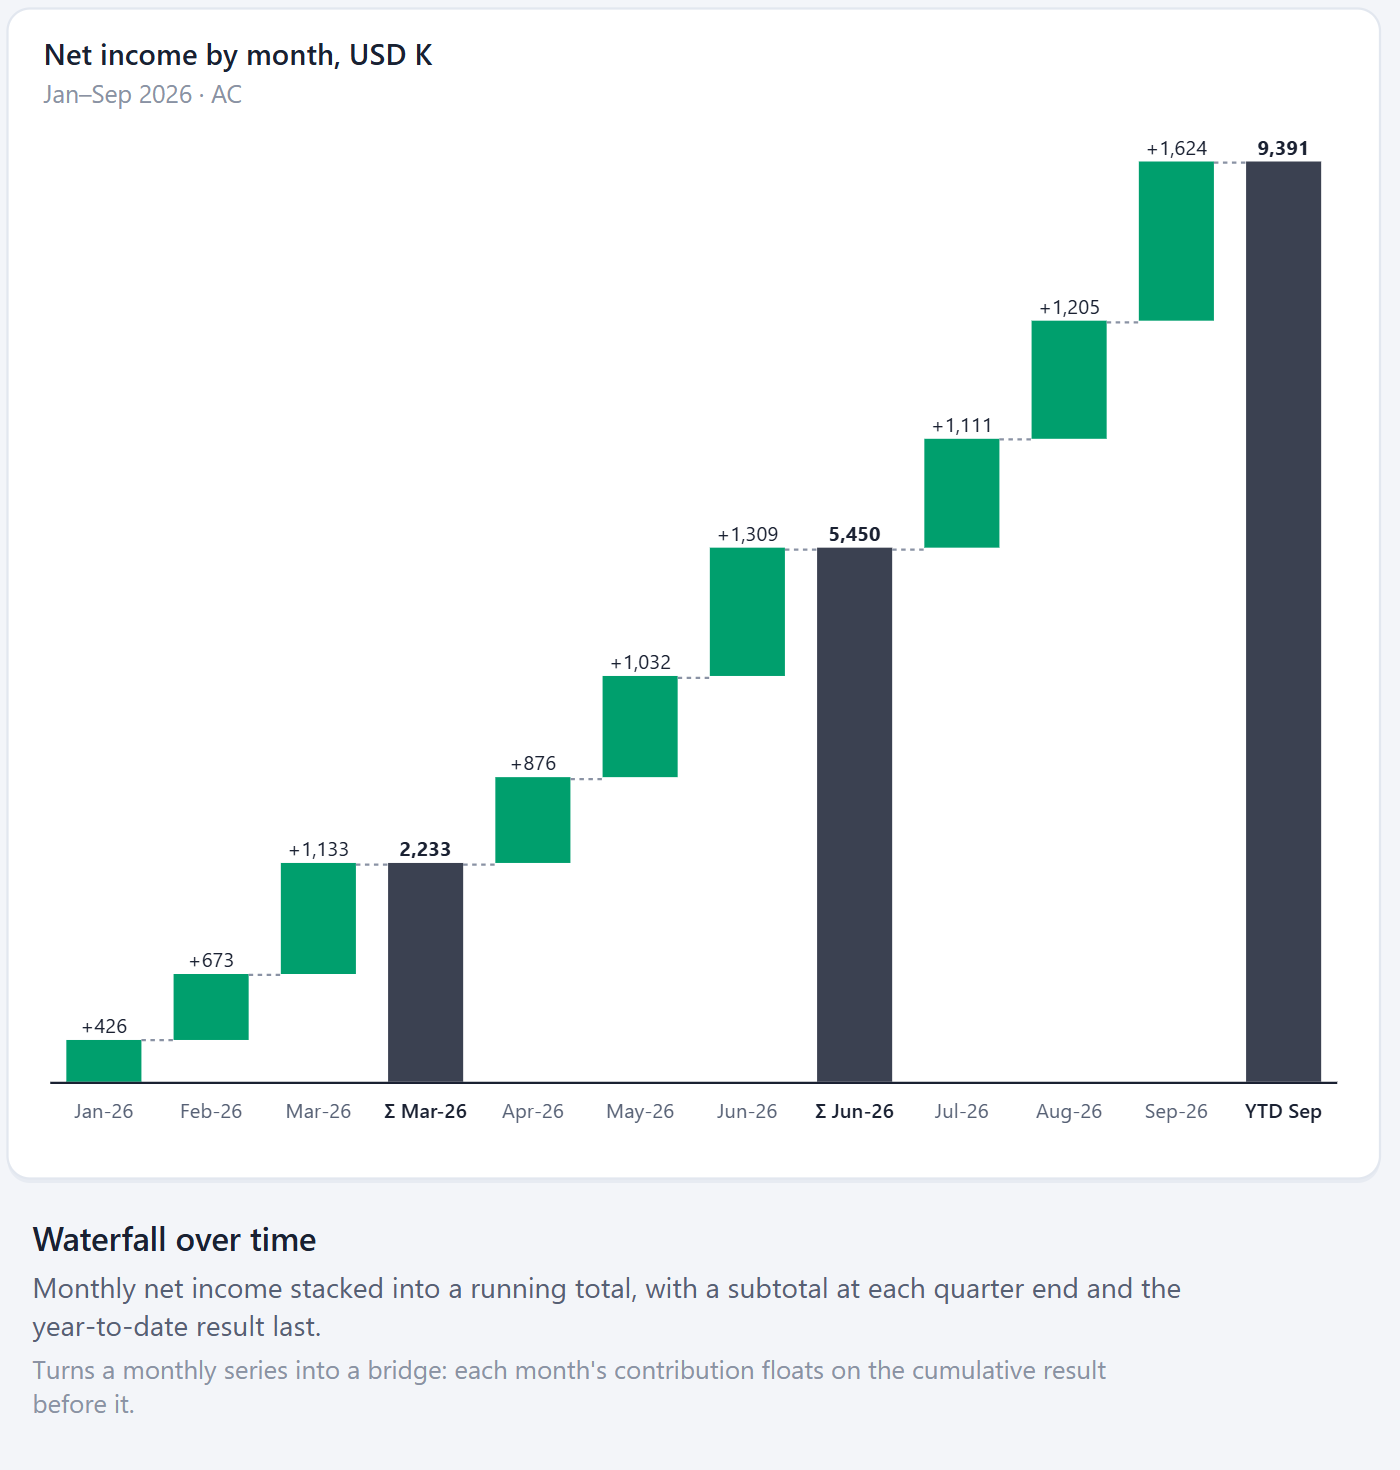 Net income by month, USD K
Jan–Sep 2026 · AC
+1,624 9,391
+1,205
+1,111
+1,309 5,450
+1,032
+876
+1,133 2,233
+673
+426
Jan-26 Feb-26 Mar-26 Σ Mar-26 Apr-26 May-26 Jun-26 Σ Jun-26 Jul-26 Aug-26 Sep-26 YTD Sep
Waterfall over time
Monthly net income stacked into a running total, with a subtotal at each quarter end and the
year-to-date result last.
Turns a monthly series into a bridge: each month's contribution floats on the cumulative result
before it.